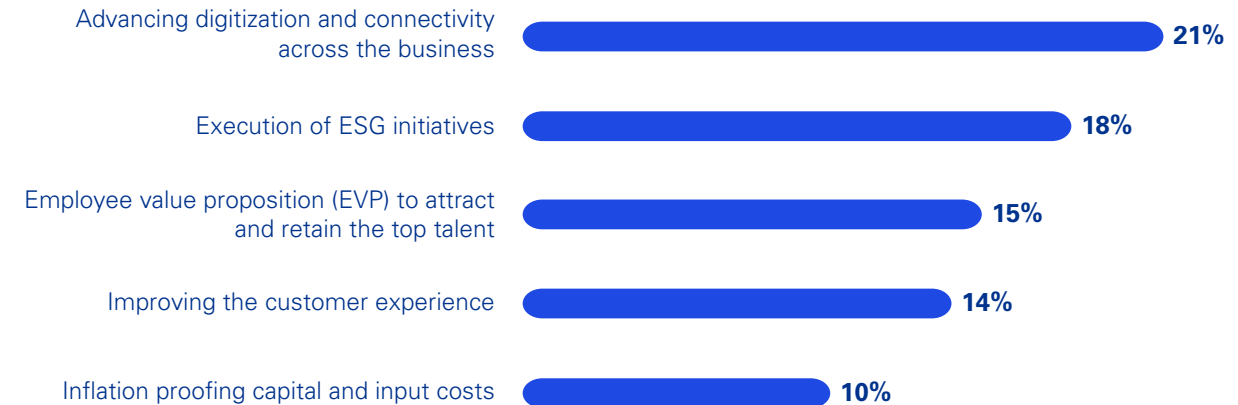 Advancing digitization and connectivity
across the business
21%
Execution of ESG initiatives
18%
Employee value proposition (EVP) to attract
and retain the top talent
15%
Improving the customer experience
14%
Inflation proofing capital and input costs
10%